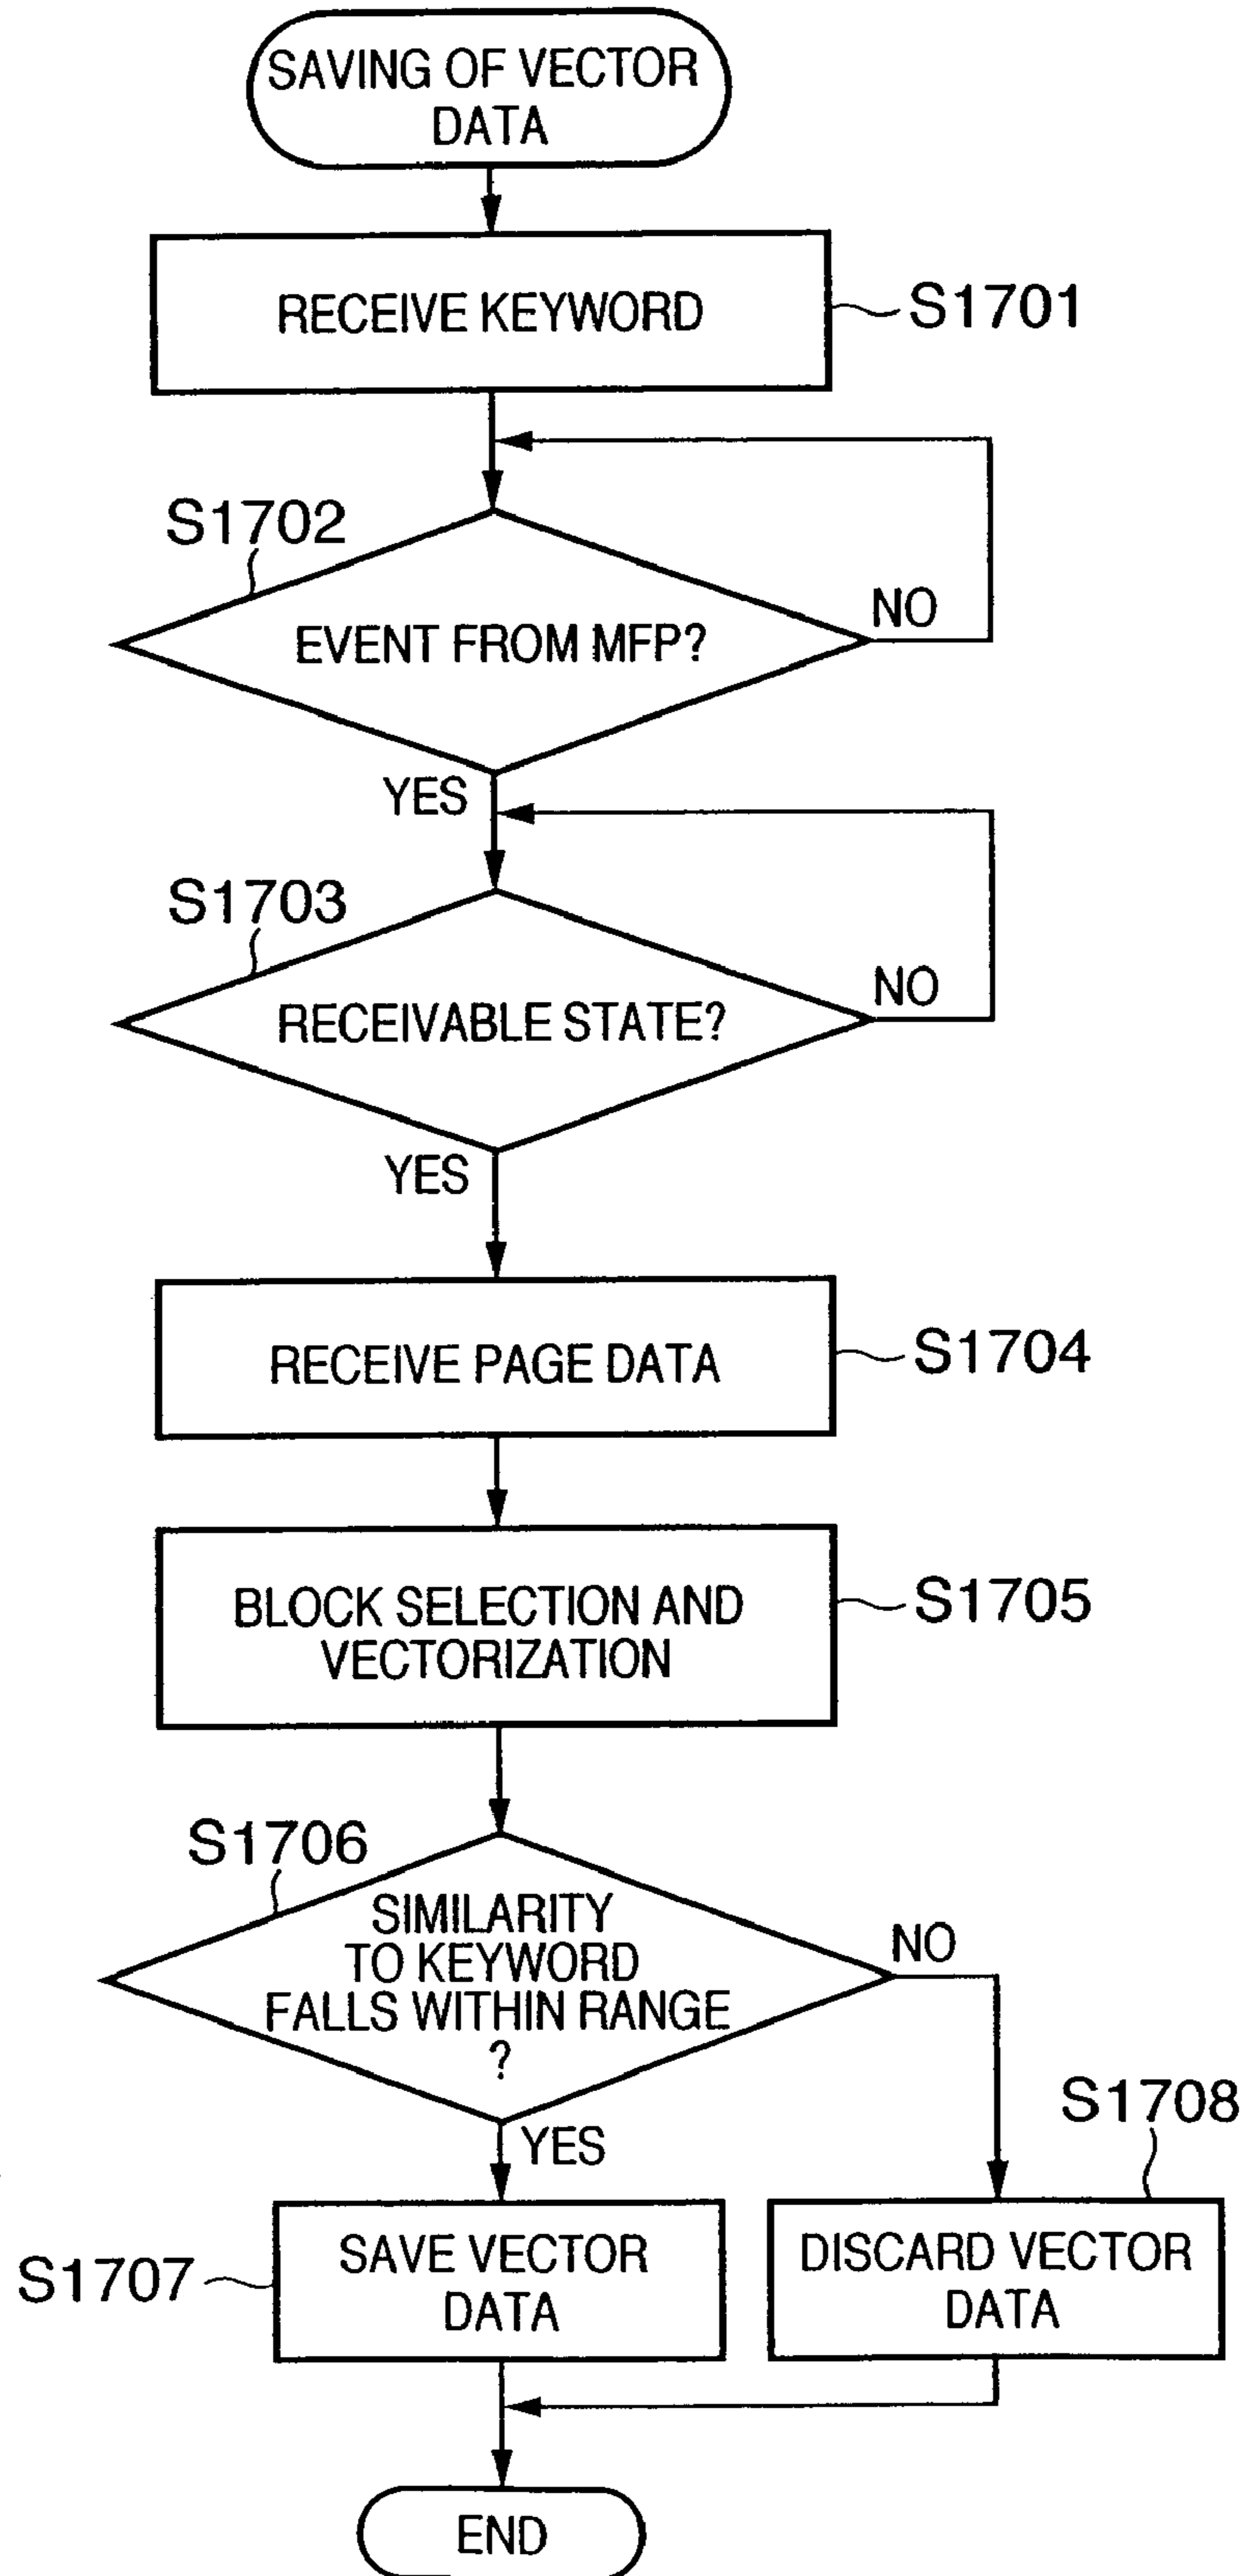 SAVING OF VECTOR
DATA
RECEIVE KEYWORD
S1701
S1702
EVENT FROM MFP?
NO
YES
S1703
RECEIVABLE STATE?
NO
YES
RECEIVE PAGE DATA
S1704
BLOCK SELECTION AND
VECTORIZATION
S1705
S1706
SIMILARITY
TO KEYWORD
FALLS WITHIN RANGE
?
NO
YES
S1708
S1707
SAVE VECTOR
DATA
DISCARD VECTOR
DATA
END